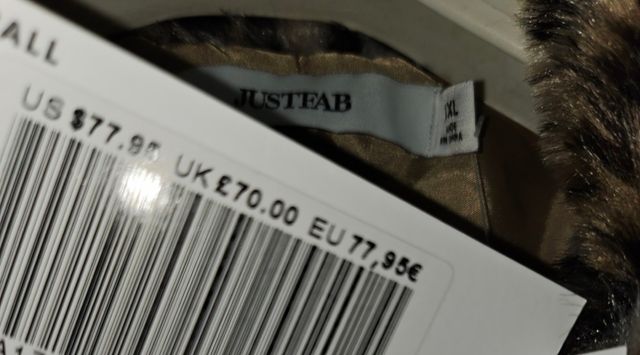 ALL
US $77.95 UK £70.00 EU 77,95€
JUSTFAB
1XL